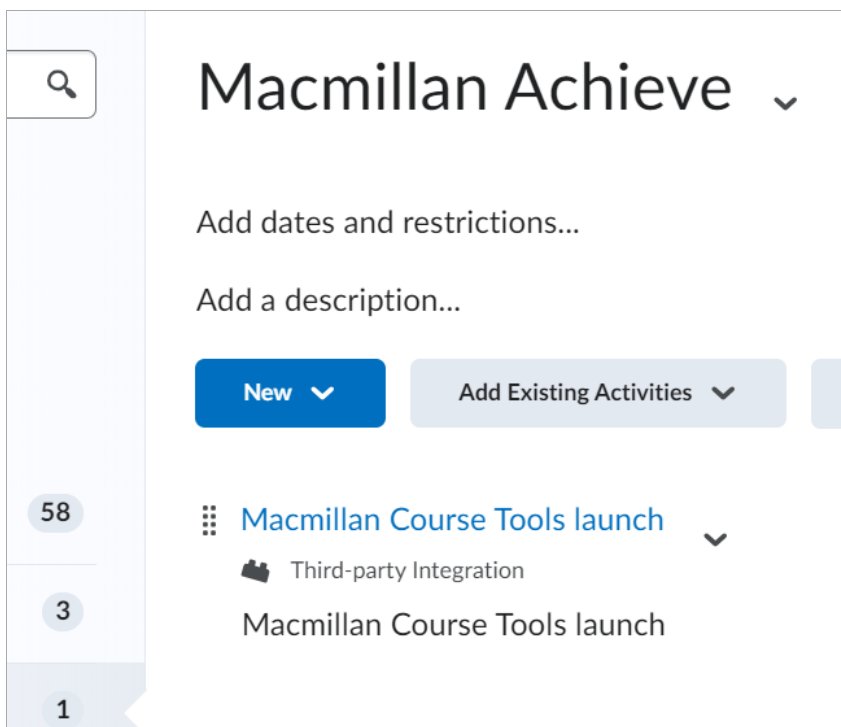 Macmillan Achieve
Add dates and restrictions...
Add a description...
New
Add Existing Activities
58
Macmillan Course Tools launch
Third-party Integration
3
Macmillan Course Tools launch
1